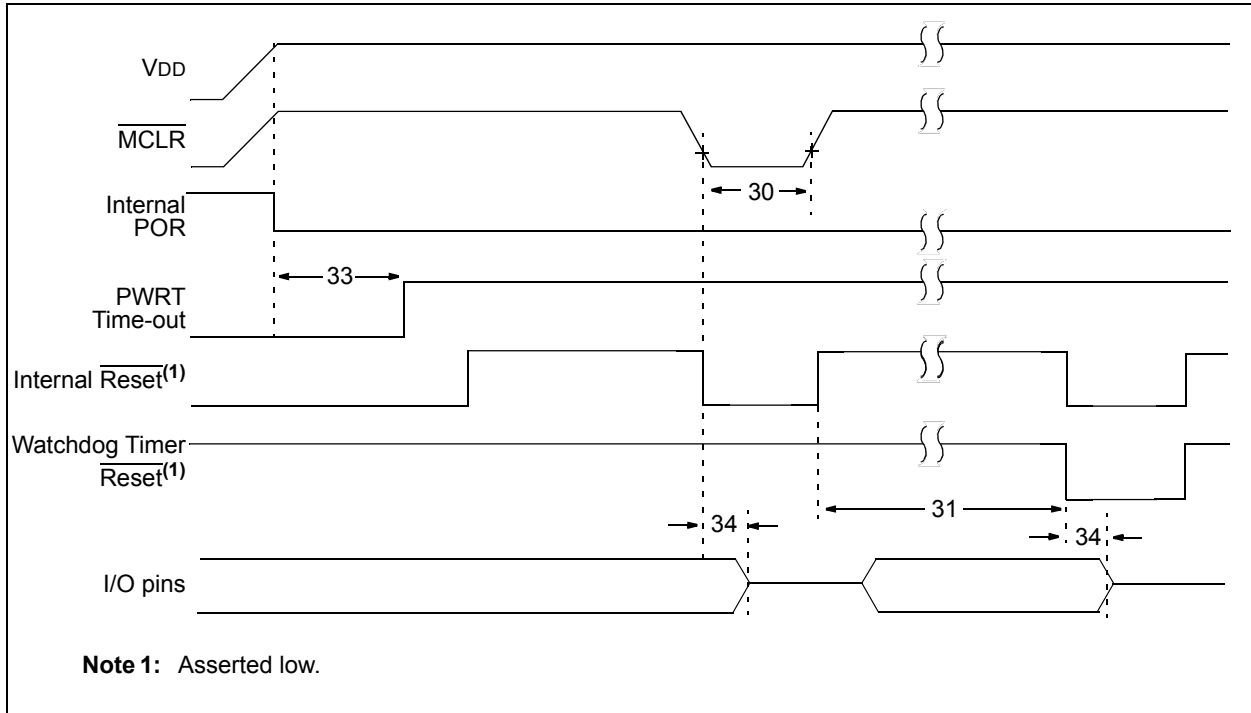 VDD
MCLR
30
Internal
POR
33
PWRT
Time-out
Internal Reset(1)
Watchdog Timer
Reset(1)
31
34
34
I/O pins
Note 1: Asserted low.